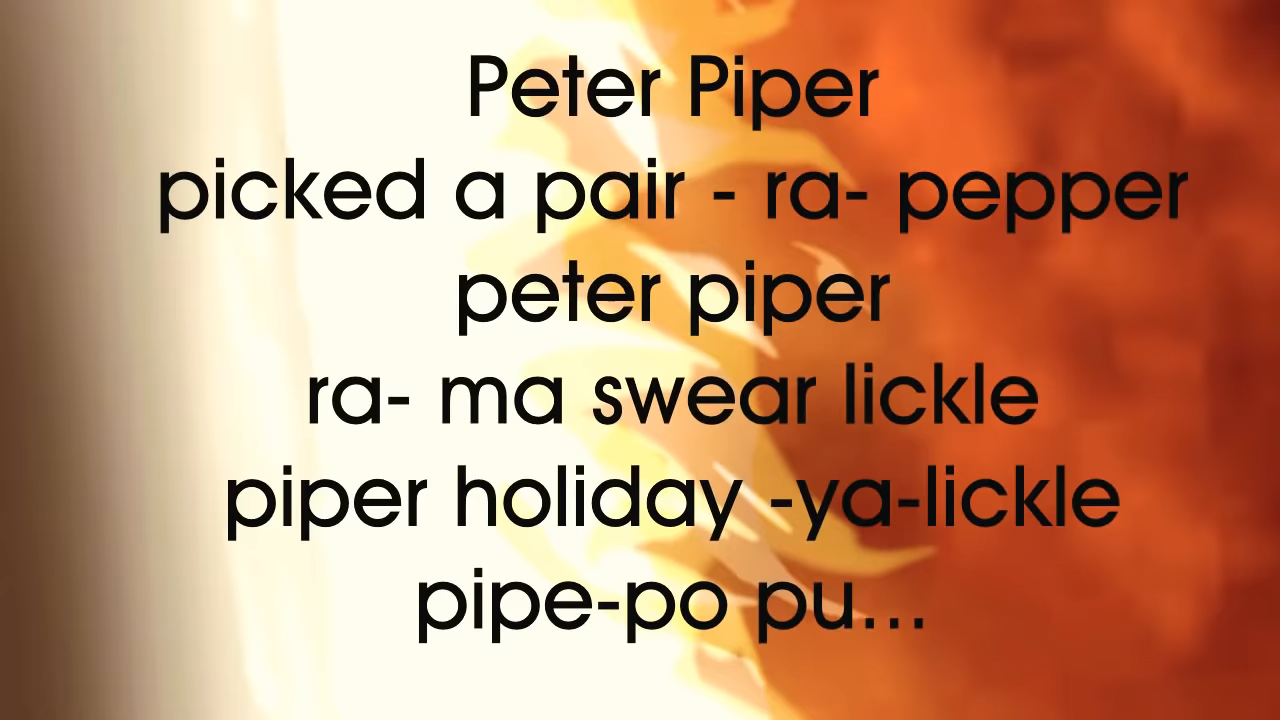 Peter Piper
picked a pair - ra- pepper
peter piper
ra- ma swear lickle
piper holiday -ya-lickle
pipe-po pu...